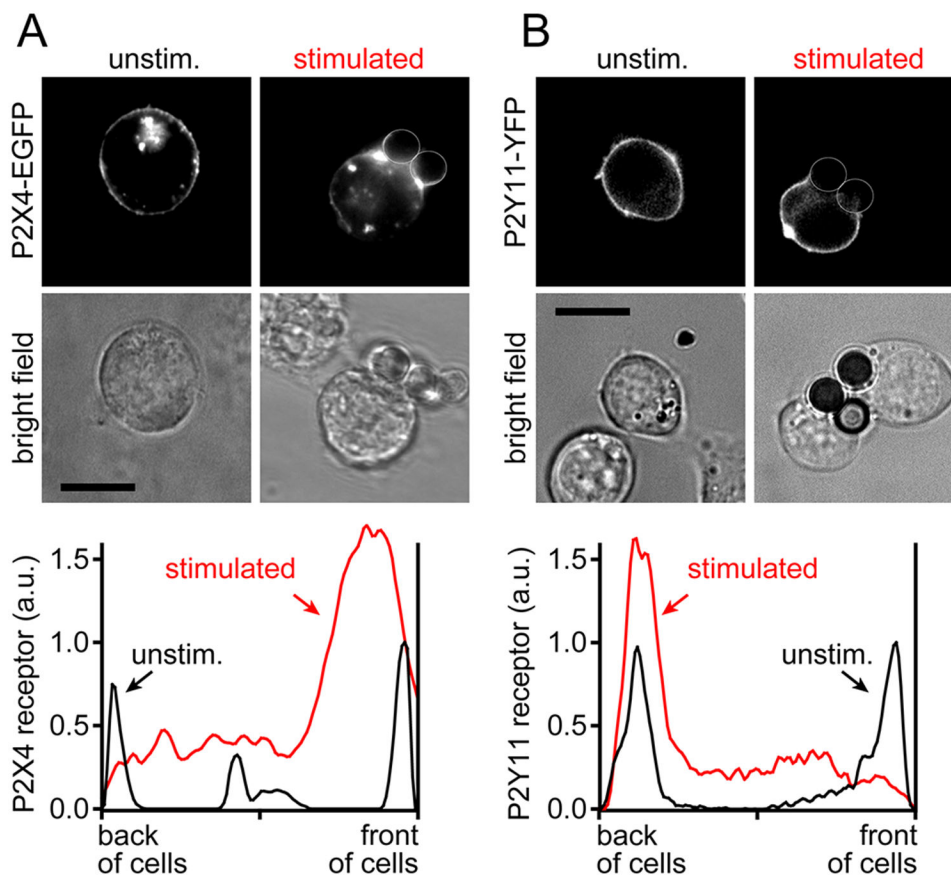 A
unstim.
stimulated
P2X4-EGFP
bright field
P2X4 receptor (a.u.)
1.5
1.0
0.5
0.0
stimulated
unstim.
back
of cells
front
of cells
B
unstim.
stimulated
P2Y11-YFP
bright field
P2Y11 receptor (a.u.)
1.5
1.0
0.5
0.0
stimulated
unstim.
back
of cells
front
of cells